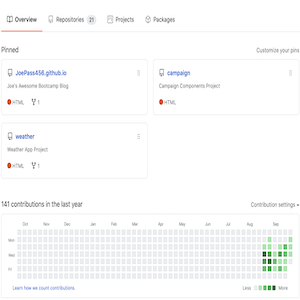 Overview Repositories 21 Projects Packages
Pinned Customize your pins
JoePass456.github.io
Joe's Awesome Bootcamp Blog
HTML 1
campaign
Campaign Components Project
HTML
weather
Weather App Project
HTML 1
141 contributions in the last year Contribution settings
Oct Nov Dec Jan Feb Mar Apr May Jun Jul Aug Sep
Mon
Wed
Fri
Learn how we count contributions. Less More